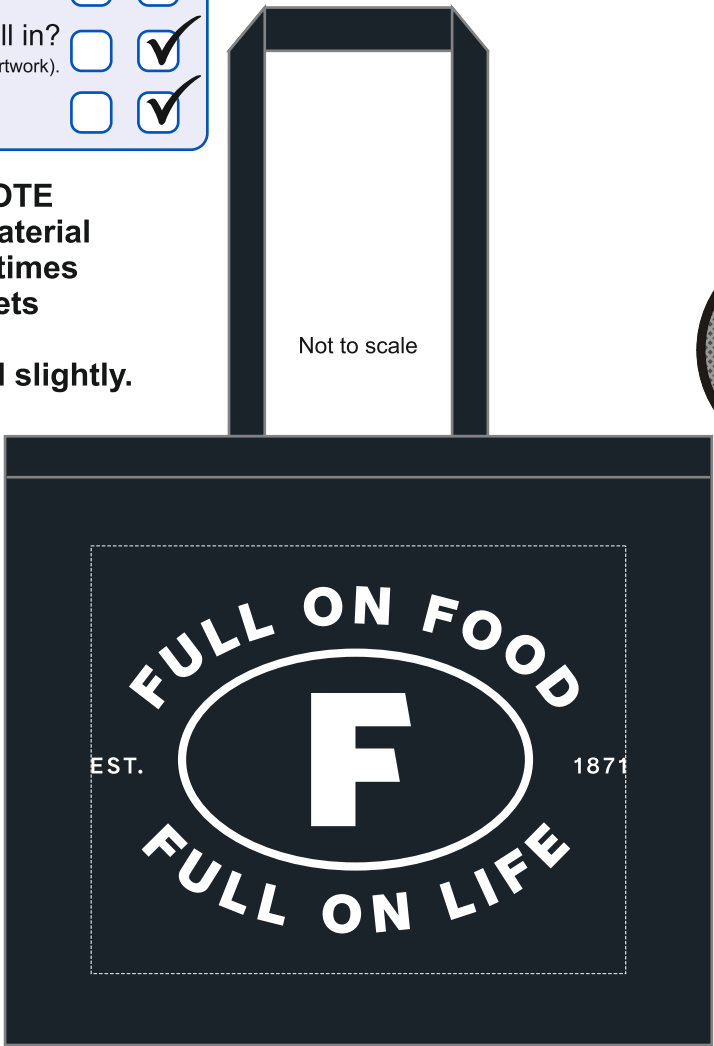 ll in?
rtwork).
OTE
aterial
times
ets
l slightly.
Not to scale
FULL ON FOOD
F
EST.
1871
FULL ON LIFE